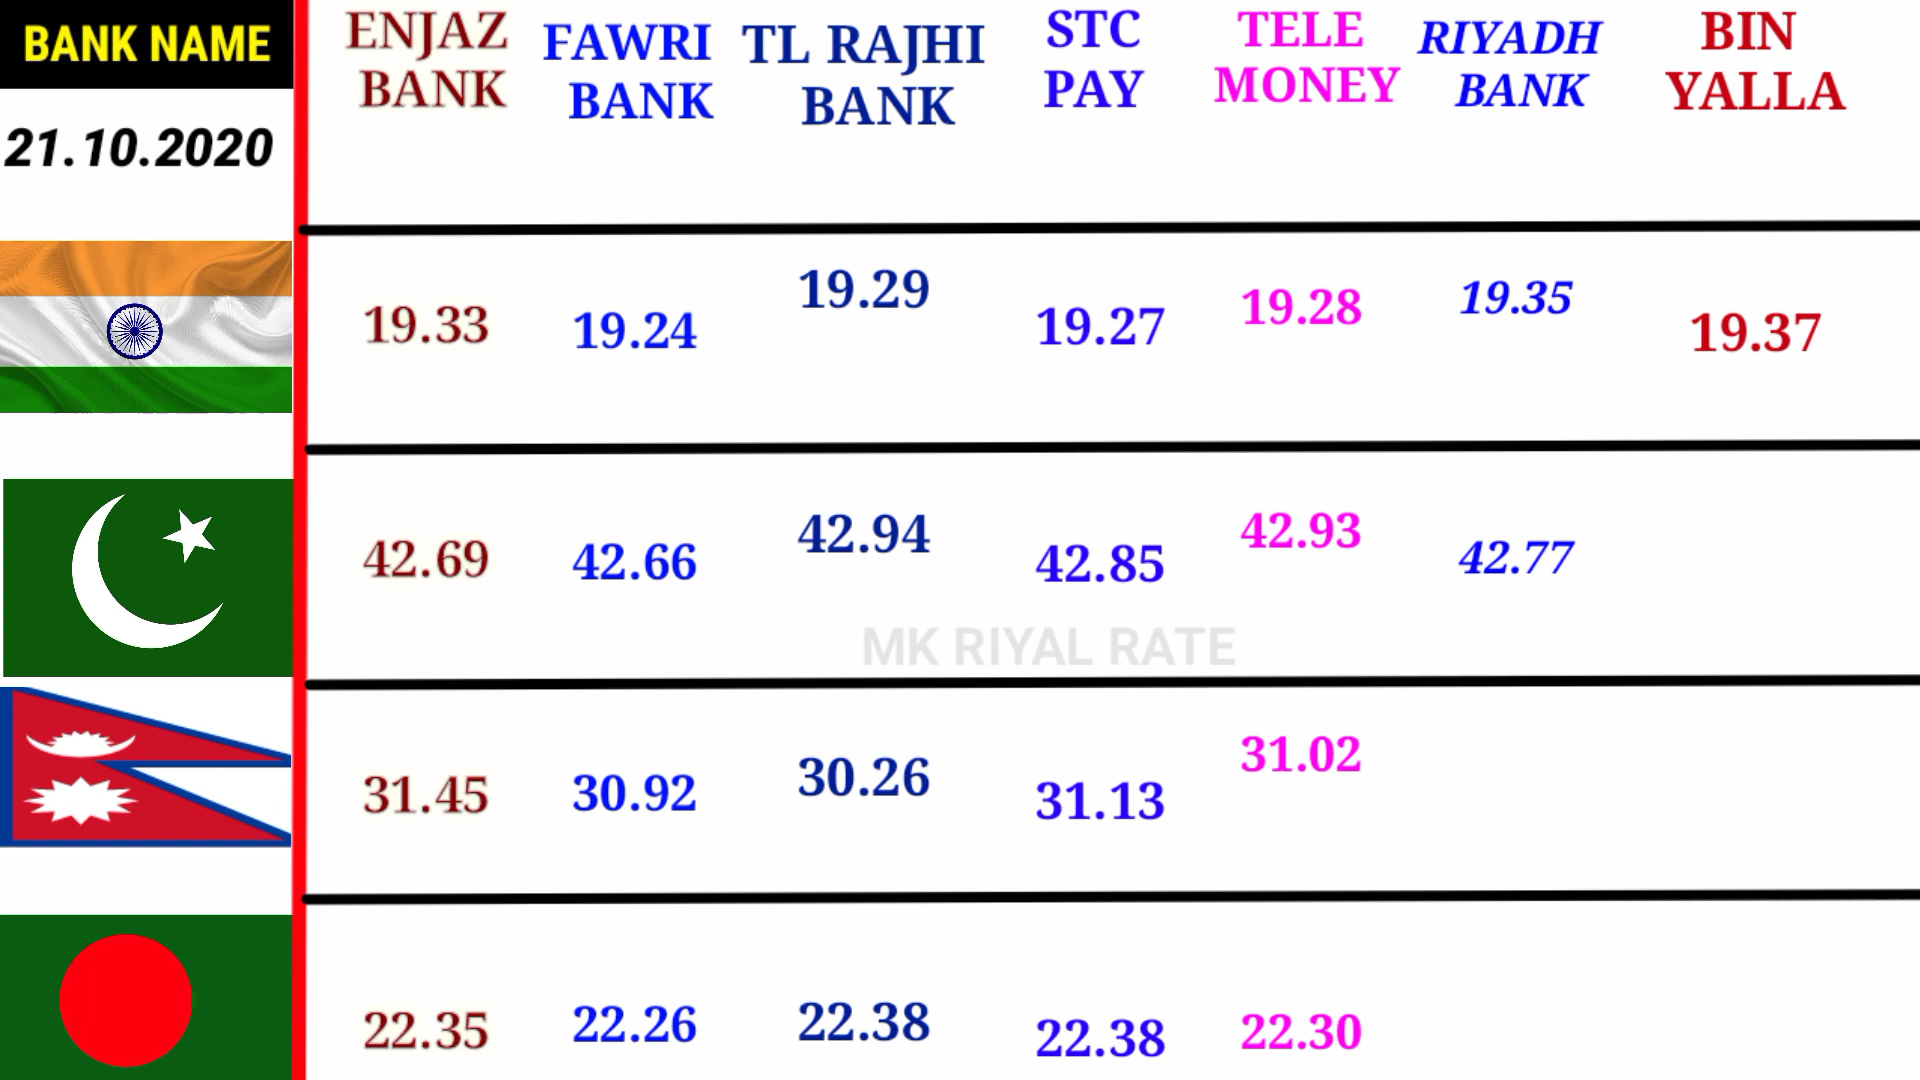 BANK NAME
ENJAZ
BANK
FAWRI
BANK
TL RAJHI
BANK
STC
PAY
TELE
MONEY
RIYADH
BANK
BIN
YALLA
21.10.2020
19.33 19.24 19.29 19.27 19.28 19.35 19.37
42.69 42.66 42.94 42.85 42.93 42.77
MK RIYAL RATE
31.45 30.92 30.26 31.13 31.02
22.35 22.26 22.38 22.38 22.30